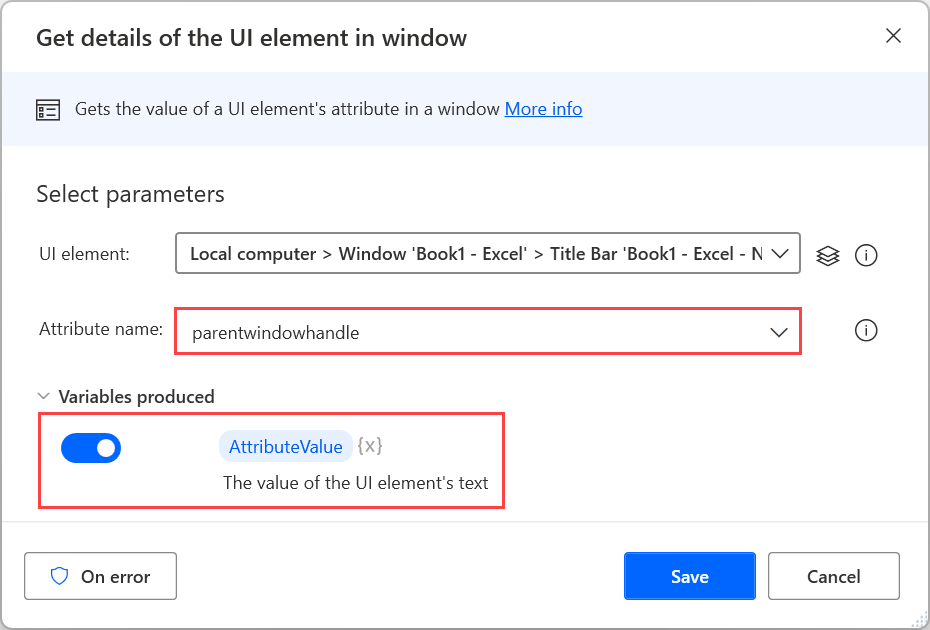 Get details of the UI element in window
Gets the value of a UI element's attribute in a window More info
Select parameters
UI element: Local computer > Window 'Book1 - Excel' > Title Bar 'Book1 - Excel - N
Attribute name: parentwindowhandle
Variables produced
AttributeValue {x}
The value of the UI element's text
On error Save Cancel